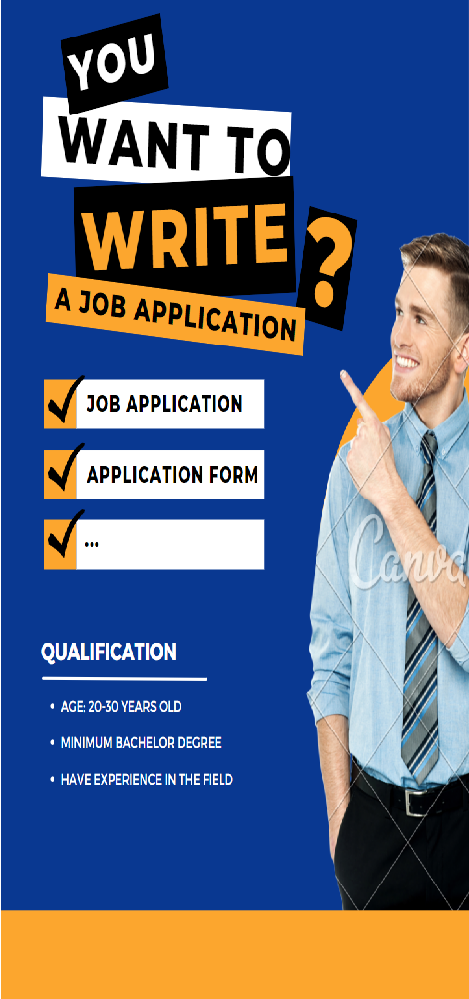 YOU
WANT TO
WRITE ?
A JOB APPLICATION
JOB APPLICATION
APPLICATION FORM
...
Canva
QUALIFICATION
• AGE: 20-30 YEARS OLD
• MINIMUM BACHELOR DEGREE
• HAVE EXPERIENCE IN THE FIELD